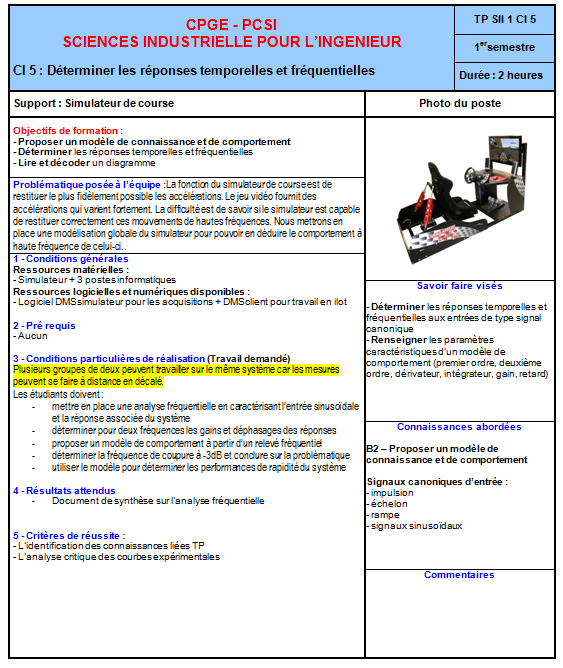 CPGE - PCSI
SCIENCES INDUSTRIELLE POUR L'INGENIEUR
CI 5 : Déterminer les réponses temporelles et fréquentielles
TP SII 1 CI 5
1er semestre
Durée : 2 heures
Support : Simulateur de course
Photo du poste
Objectifs de formation :
- Proposer un modèle de connaissance et de comportement
- Déterminer les réponses temporelles et fréquentielles
- Lire et décoder un diagramme
Problématique posée à l'équipe : La fonction du simulateur de course est de
restituer le plus fidèlement possible les accélérations. Le jeu vidéo fournit des
accélérations qui varient fortement. La difficulté est de savoir si le simulateur est capable
de restituer correctement ces mouvements de hautes fréquences. Nous mettrons en
place une modélisation globale du simulateur pour pouvoir en déduire le comportement à
haute fréquence de celui-ci..
1 - Conditions générales
Ressources matérielles :
- Simulateur + 3 postes informatiques
Ressources logicielles et numériques disponibles :
- Logiciel DMSsimulateur pour les acquisitions + DMSclient pour travail en ilot
2 - Pré requis
- Aucun
3 - Conditions particulières de réalisation (Travail demandé)
Plusieurs groupes de deux peuvent travailler sur le même système car les mesures
peuvent se faire à distance en décalé.
Les étudiants doivent :
- mettre en place une analyse fréquentielle en caractérisant l'entrée sinusoïdale
et la réponse associée du système
- déterminer pour deux fréquences les gains et déphasages des réponses
- proposer un modèle de comportement à partir d'un relevé fréquentiel
- déterminer la fréquence de coupure à -3dB et conclure sur la problématique
- utiliser le modèle pour déterminer les performances de rapidité du système
4 - Résultats attendus
- Document de synthèse sur l'analyse fréquentielle
5 - Critères de réussite :
- L'identification des connaissances liées TP
- L'analyse critique des courbes expérimentales
Savoir faire visés
- Déterminer les réponses temporelles et
fréquentielles aux entrées de type signal
canonique
- Renseigner les paramètres
caractéristiques d'un modèle de
comportement (premier ordre, deuxième
ordre, dérivateur, intégrateur, gain, retard)
Connaissances abordées
B2 – Proposer un modèle de
connaissance et de comportement
Signaux canoniques d'entrée :
- impulsion
- échelon
- rampe
- signaux sinusoïdaux
Commentaires